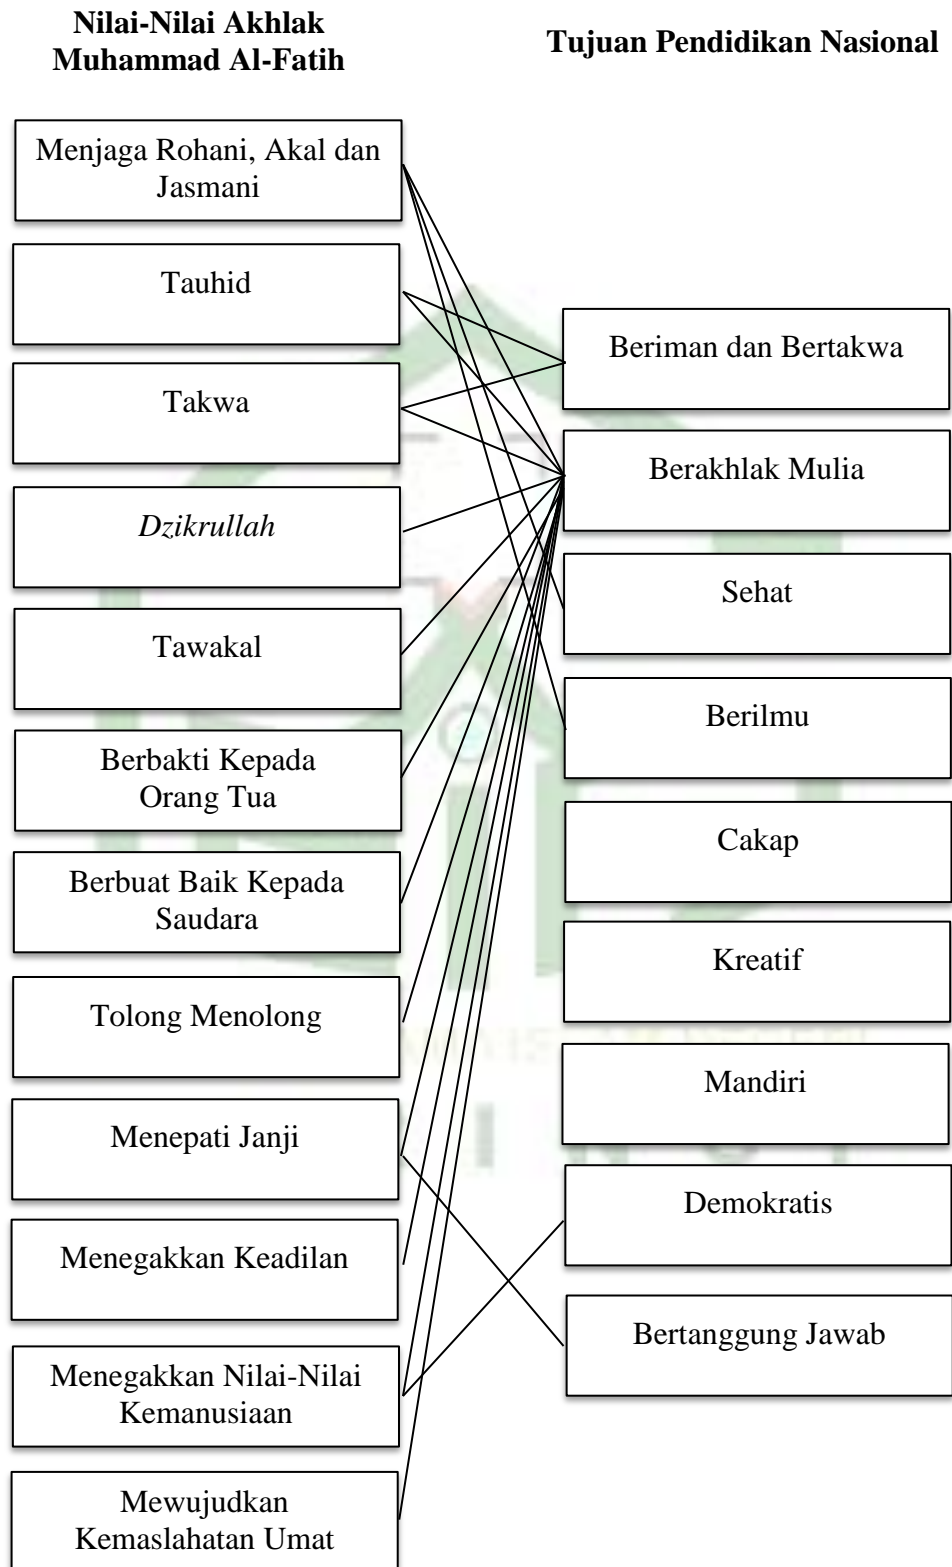 Nilai-Nilai Akhlak
Muhammad Al-Fatih
Tujuan Pendidikan Nasional
Menjaga Rohani, Akal dan
Jasmani
Tauhid
Takwa
Dzikrullah
Tawakal
Berbakti Kepada
Orang Tua
Berbuat Baik Kepada
Saudara
Tolong Menolong
Menepati Janji
Menegakkan Keadilan
Menegakkan Nilai-Nilai
Kemanusiaan
Mewujudkan
Kemaslahatan Umat
Beriman dan Bertakwa
Berakhlak Mulia
Sehat
Berilmu
Cakap
Kreatif
Mandiri
Demokratis
Bertanggung Jawab